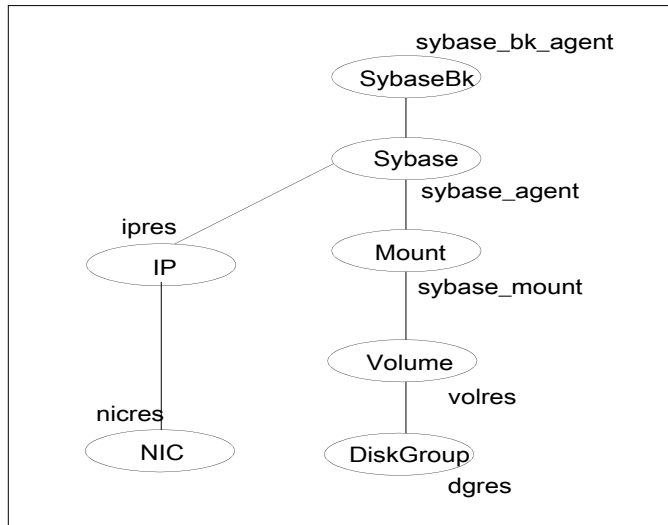 sybase_bk_agent
SybaseBk
Sybase
sybase_agent
ipres
IP
Mount
sybase_mount
Volume
volres
nicres
NIC
DiskGroup
dgres